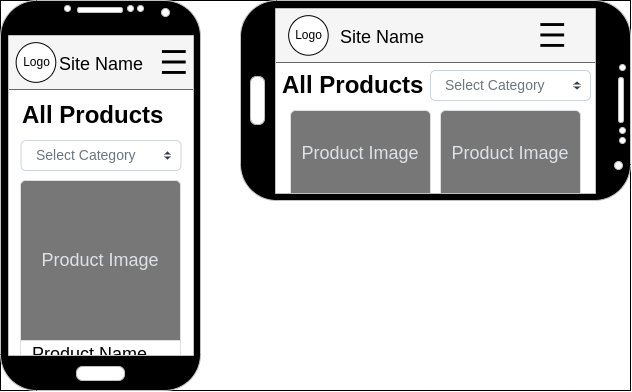 Logo
Site Name
All Products
Select Category
Product Image
Product Name
Logo
Site Name
All Products
Select Category
Product Image
Product Image